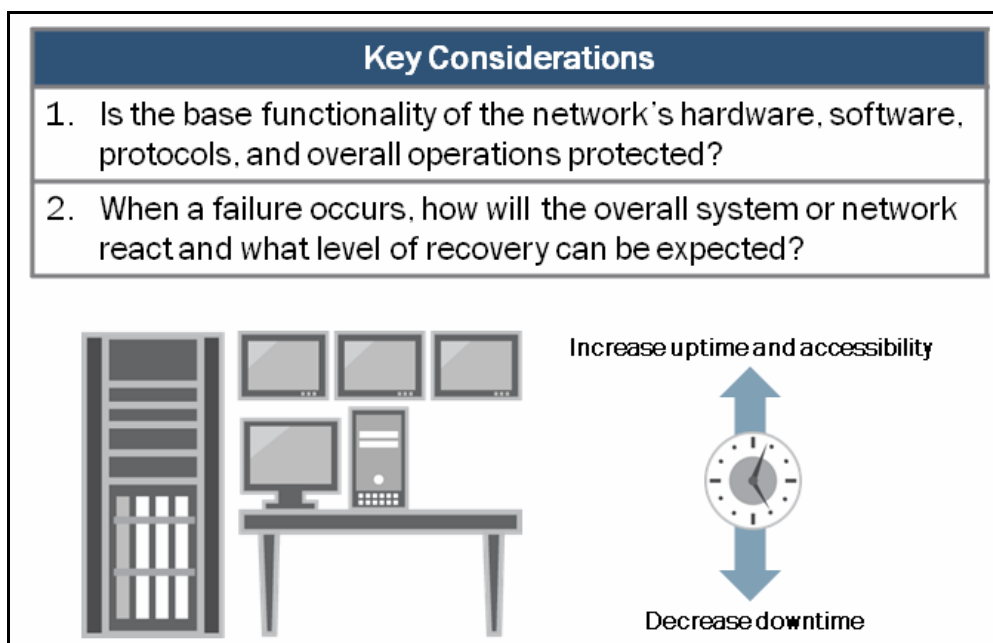 Key Considerations
1. Is the base functionality of the network's hardware, software,
protocols, and overall operations protected?
2. When a failure occurs, how will the overall system or network
react and what level of recovery can be expected?
Increase uptime and accessibility
Decrease downtime